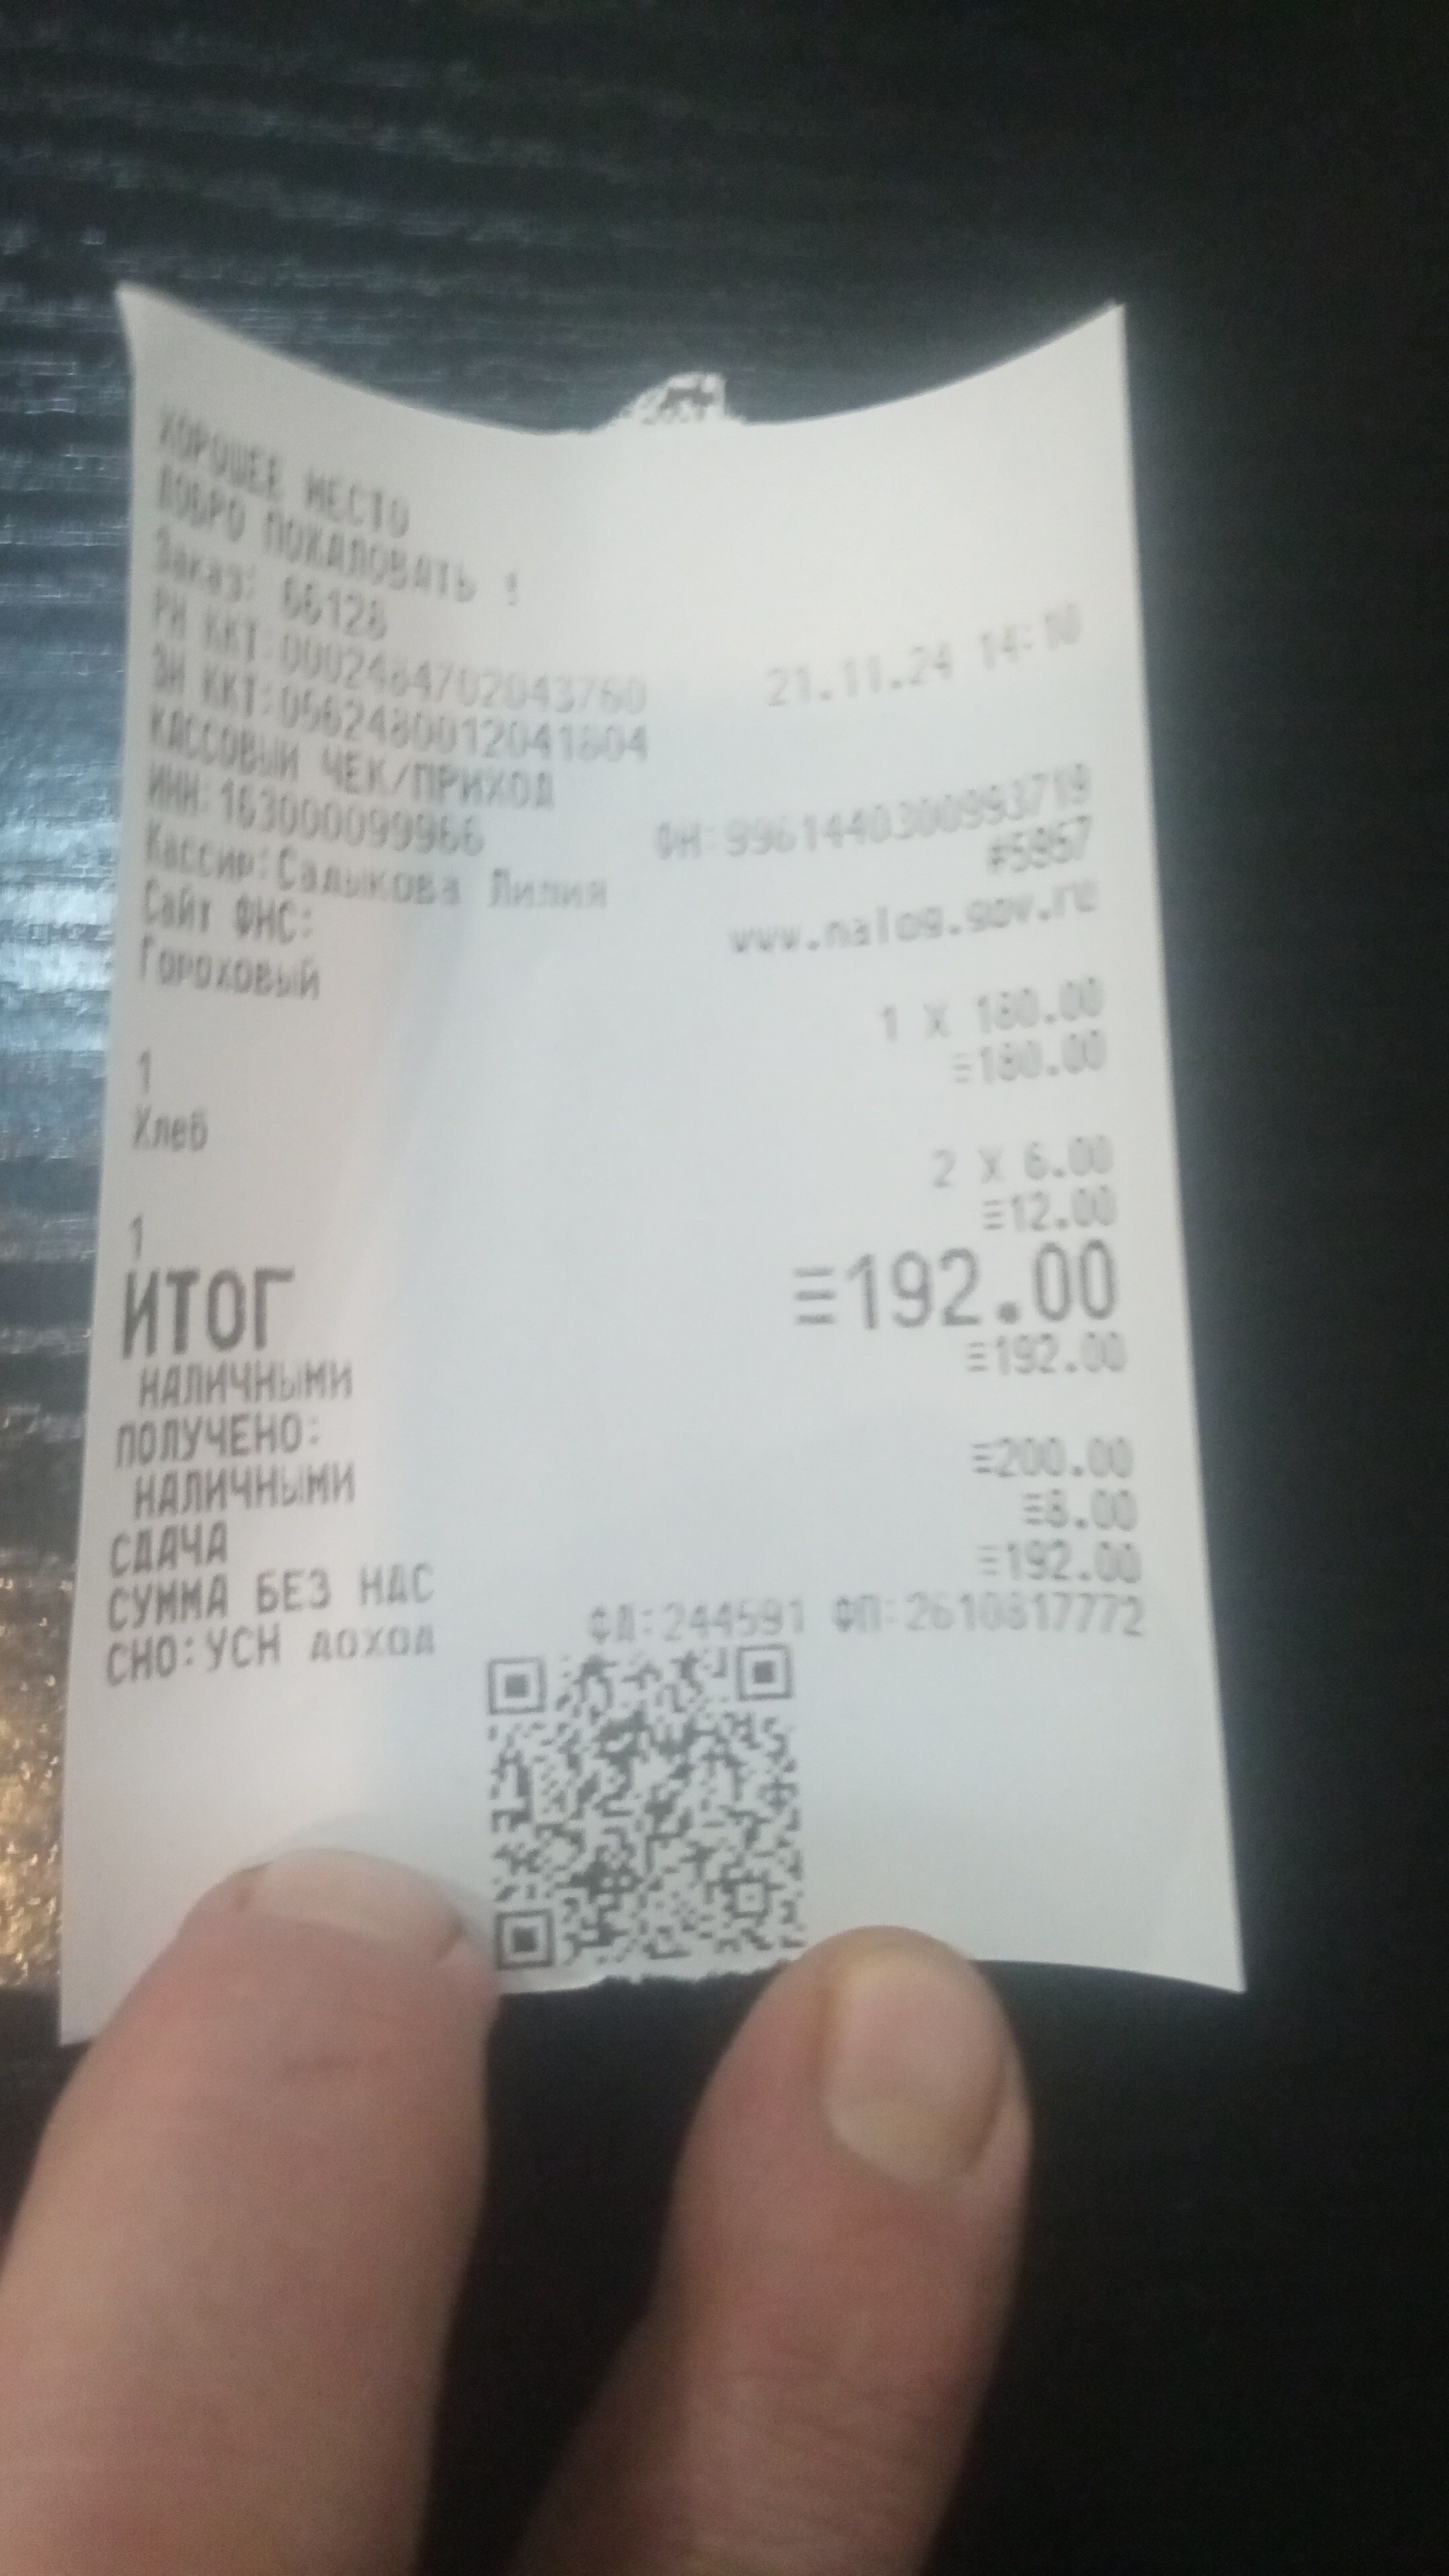 ХОРОШЕЕ МЕСТО
ДОБРО ПОЖАЛОВАТЬ !
Заказ: 66128
РН ККТ:0002484702043760 21.11.24 14:10
ЗН ККТ:0562480012041804
КАССОВЫЙ ЧЕК/ПРИХОД
ИНН:163000099966 ФН:9961440300993719
Кассир:Садыкова Лилия #5867
Сайт ФНС: www.nalog.gov.ru
Гороховый
1 X 180.00
1 ≡180.00
Хлеб
2 X 6.00
1 ≡12.00
ИТОГ ≡192.00
НАЛИЧНЫМИ ≡192.00
ПОЛУЧЕНО:
НАЛИЧНЫМИ ≡200.00
СДАЧА ≡8.00
СУММА БЕЗ НДС ≡192.00
СНО:УСН ДОХОД ФД:244591 ФП:2610817772